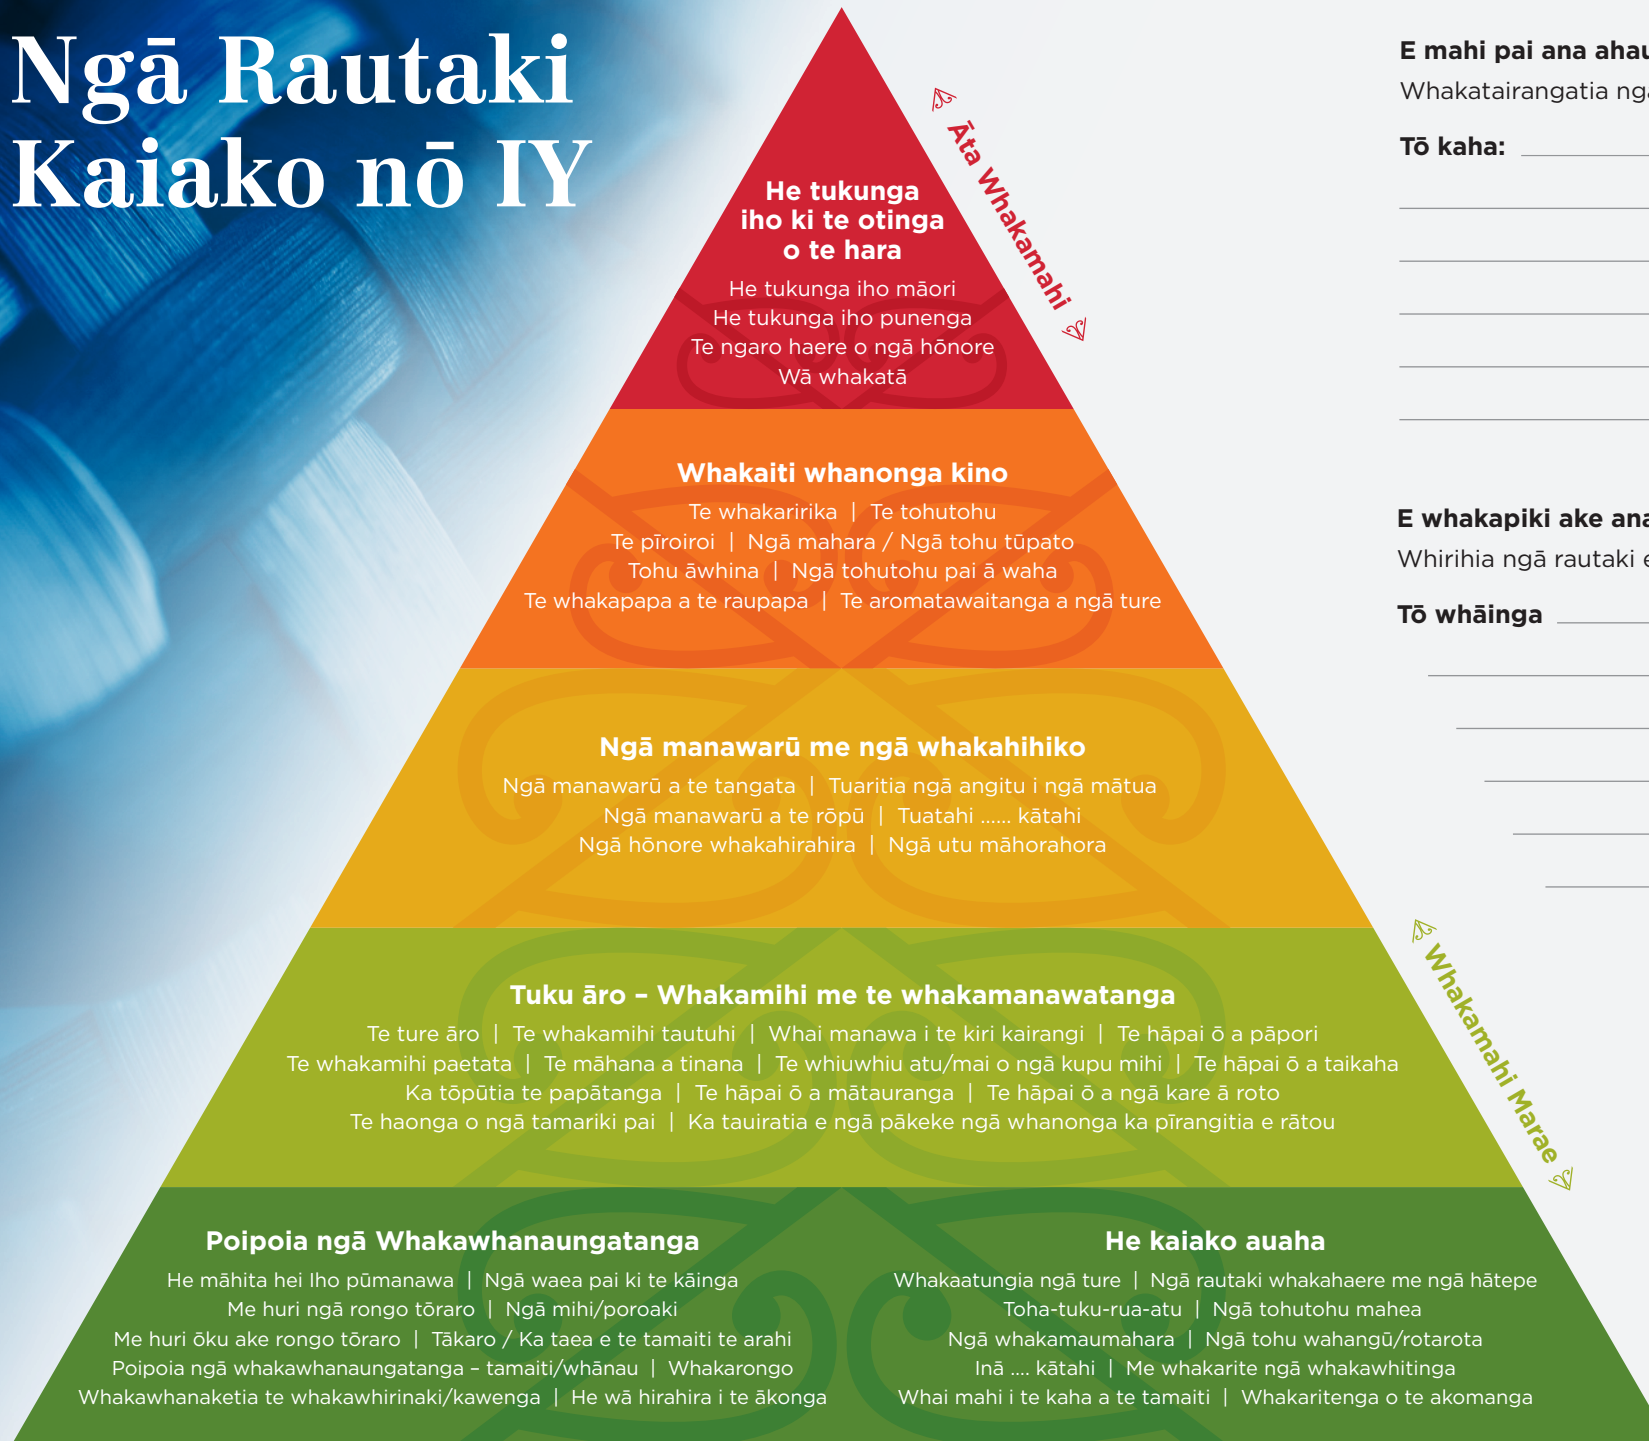 Ngā Rautaki
Kaiako nō IY
He tukunga
iho ki te otinga
o te hara
He tukunga iho māori
He tukunga iho punenga
Te ngaro haere o ngā hōnore
Wā whakatā
Āta Whakamahi
Whakaiti whanonga kino
Te whakaririka | Te tohutohu
Te pīroiroi | Ngā mahara / Ngā tohu tūpato
Tohu āwhina | Ngā tohutohu pai ā waha
Te whakapapa a te raupapa | Te aromatawaitanga a ngā ture
Ngā manawarū me ngā whakahihiko
Ngā manawarū a te tangata | Tuaritia ngā angitu i ngā mātua
Ngā manawarū a te rōpū | Tuatahi ...... kātahi
Ngā hōnore whakahirahira | Ngā utu māhorahora
Tuku āro – Whakamihi me te whakamanawatanga
Te ture āro | Te whakamihi tautuhi | Whai manawa i te kiri kairangi | Te hāpai ō a pāpori
Te whakamihi paetata | Te māhana a tinana | Te whiuwhiu atu/mai o ngā kupu mihi | Te hāpai ō a taikaha
Ka tōpūtia te papātanga | Te hāpai ō a mātauranga | Te hāpai ō a ngā kare ā roto
Te haonga o ngā tamariki pai | Ka tauiratia e ngā pākeke ngā whanonga ka pīrangitia e rātou
Whakamahi Marae
Poipoia ngā Whakawhanaungatanga
He māhita hei Iho pūmanawa | Ngā waea pai ki te kāinga
Me huri ngā rongo tōraro | Ngā mihi/poroaki
Me huri ōku ake rongo tōraro | Tākaro / Ka taea e te tamaiti te arahi
Poipoia ngā whakawhanaungatanga – tamaiti/whānau | Whakarongo
Whakawhanaketia te whakawhirinaki/kawenga | He wā hirahira i te ākonga
He kaiako auaha
Whakaatungia ngā ture | Ngā rautaki whakahaere me ngā hātepe
Toha-tuku-rua-atu | Ngā tohutohu mahea
Ngā whakamaumahara | Ngā tohu wahangū/rotarota
Inā .... kātahi | Me whakarite ngā whakawhitinga
Whai mahi i te kaha a te tamaiti | Whakaritenga o te akomanga
E mahi pai ana ahau
Whakatairangatia ngā
Tō kaha:
E whakapiki ake ana
Whirihia ngā rautaki e
Tō whāinga